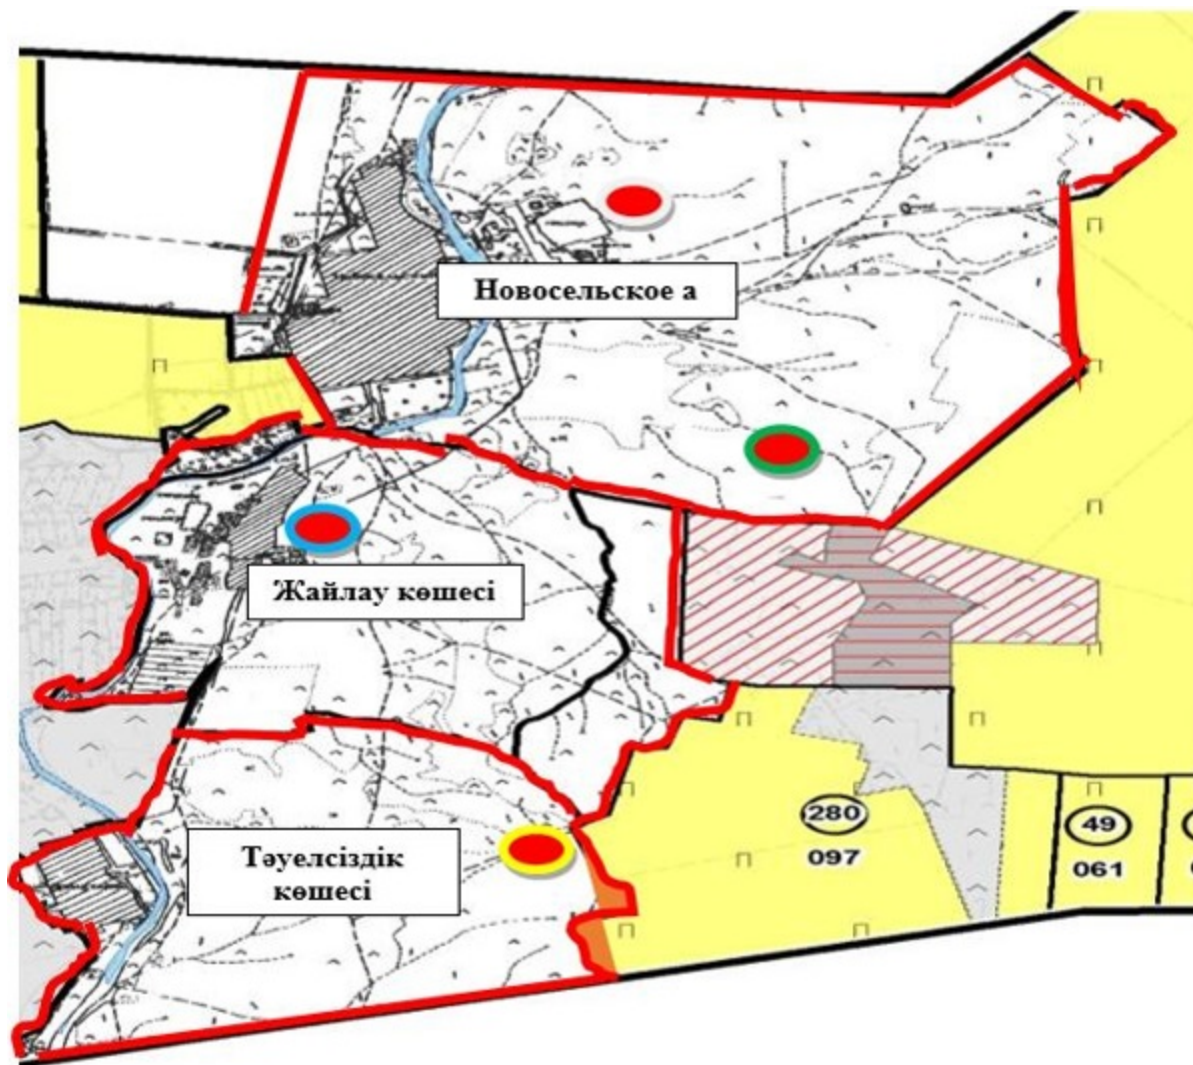 Новосельское а
Жайлау көшесі
Тәуелсіздік
көшесі
280
097
49
061